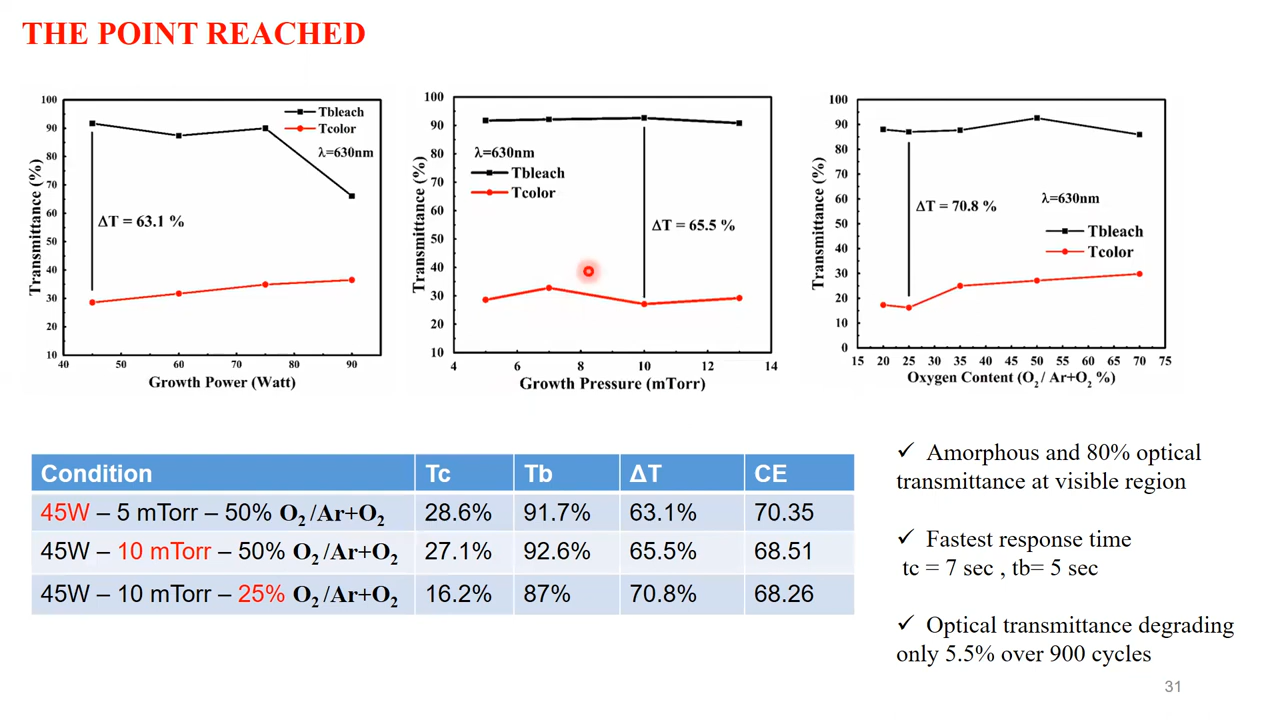 THE POINT REACHED
100
90
80
70
60
50
40
30
20
10
40
50
60
70
80
90
Transmittance (%)
Growth Power (Watt)
Tbleach
Tcolor
λ=630nm
ΔT = 63.1 %
100
90
80
70
60
50
40
30
20
10
4
6
8
10
12
14
Transmittance (%)
Growth Pressure (mTorr)
λ=630nm
Tbleach
Tcolor
ΔT = 65.5 %
100
90
80
70
60
50
40
30
20
10
0
15
20
25
30
35
40
45
50
55
60
65
70
75
Transmittance (%)
Oxygen Content (O2 / Ar+O2 %)
ΔT = 70.8 %
λ=630nm
Tbleach
Tcolor
Condition Tc Tb ΔT CE
45W – 5 mTorr – 50% O2 /Ar+O2 28.6% 91.7% 63.1% 70.35
45W – 10 mTorr – 50% O2 /Ar+O2 27.1% 92.6% 65.5% 68.51
45W – 10 mTorr – 25% O2 /Ar+O2 16.2% 87% 70.8% 68.26
✓ Amorphous and 80% optical
transmittance at visible region
✓ Fastest response time
tc = 7 sec , tb= 5 sec
✓ Optical transmittance degrading
only 5.5% over 900 cycles
31